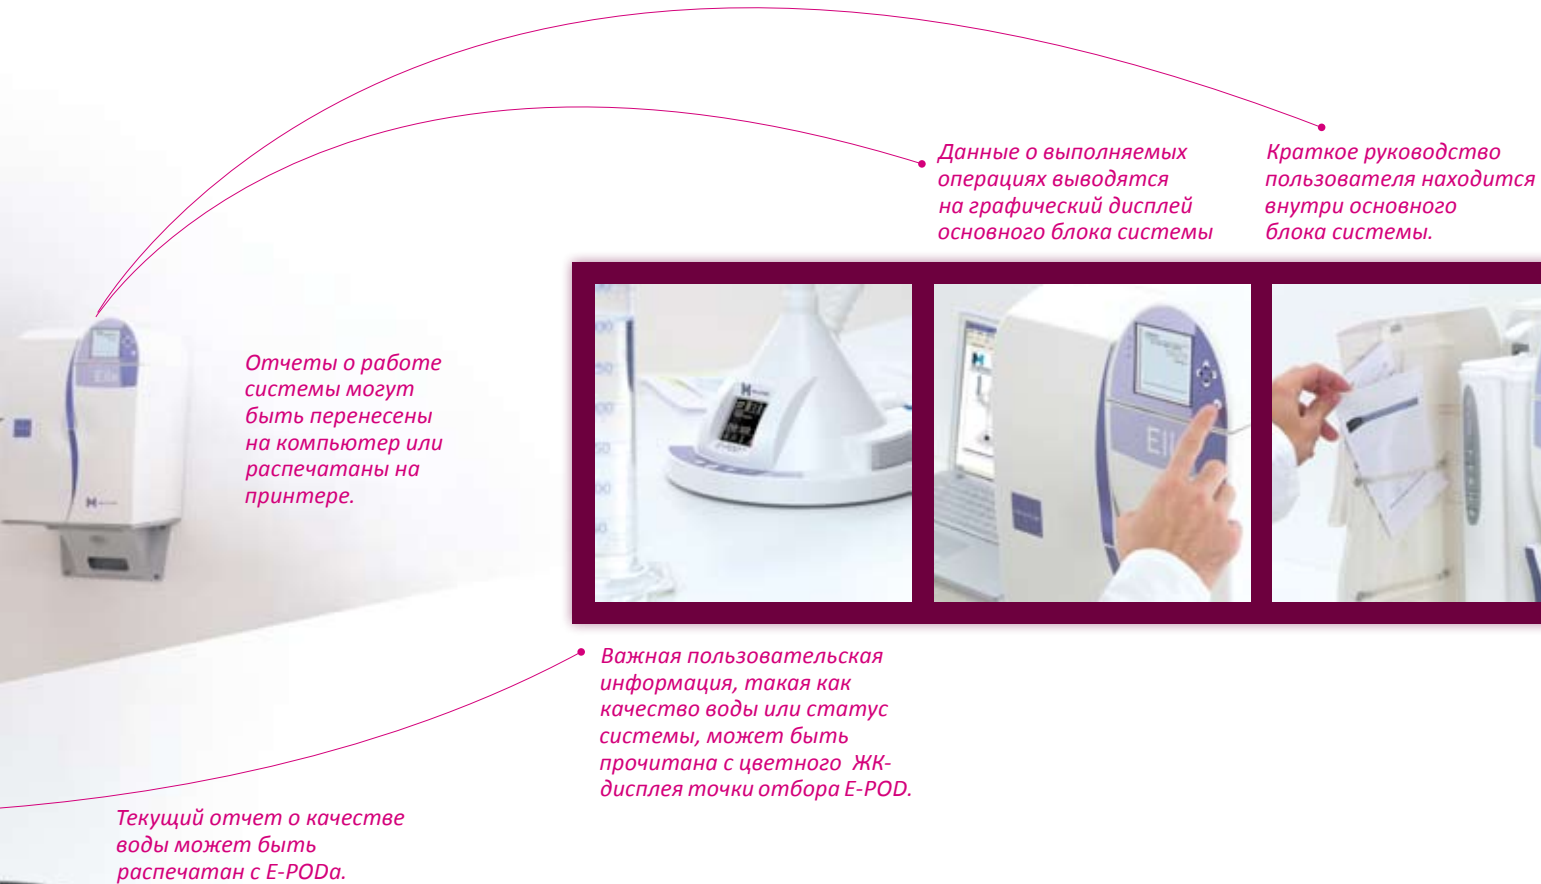 Данные о выполняемых
операциях выводятся
на графический дисплей
основного блока системы
Краткое руководство
пользователя находится
внутри основного
блока системы.
Отчеты о работе
системы могут
быть перенесены
на компьютер или
распечатаны на
принтере.
Важная пользовательская
информация, такая как
качество воды или статус
системы, может быть
прочитана с цветного ЖК-
дисплея точки отбора E-POD.
Текущий отчет о качестве
воды может быть
распечатан с E-PODа.